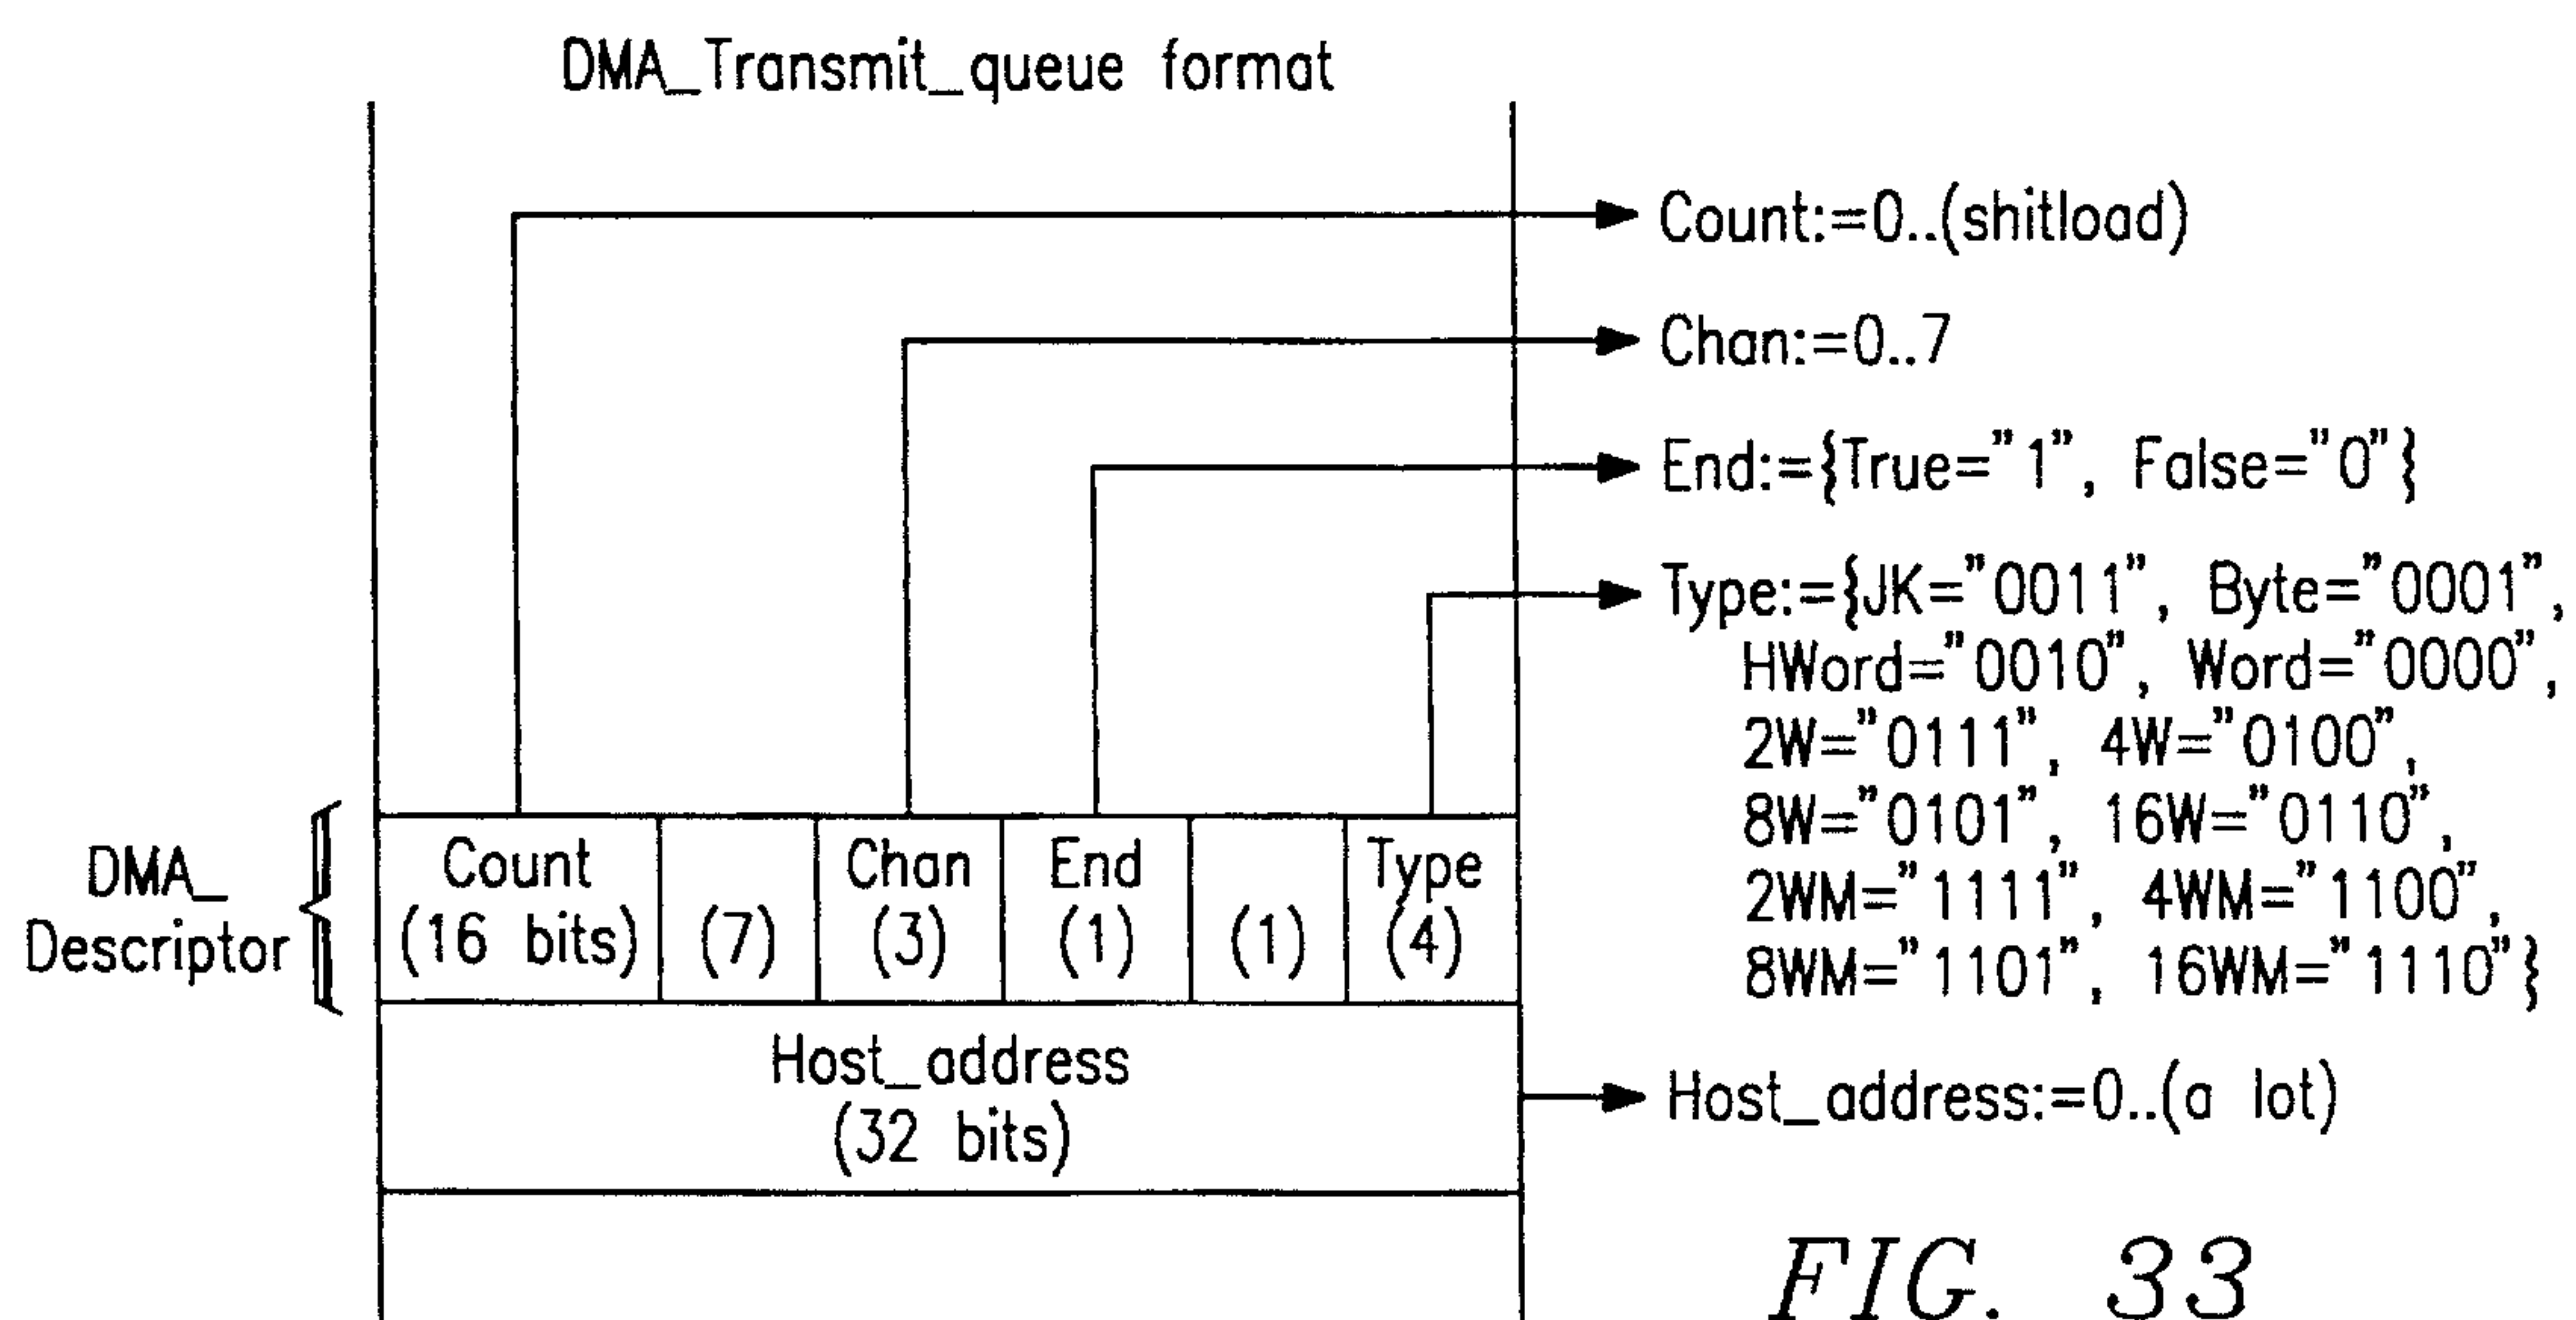 DMA_Transmit_queue format
Count:=0..(shitload)
Chan:=0..7
End:={True="1", False="0"}
Type:={JK="0011", Byte="0001",
HWord="0010", Word="0000",
2W="0111", 4W="0100",
8W="0101", 16W="0110",
2WM="1111", 4WM="1100",
8WM="1101", 16WM="1110"}
DMA_
Descriptor
Count
(16 bits)
(7)
Chan
(3)
End
(1)
(1)
Type
(4)
Host_address
(32 bits)
Host_address:=0..(a lot)
FIG. 33